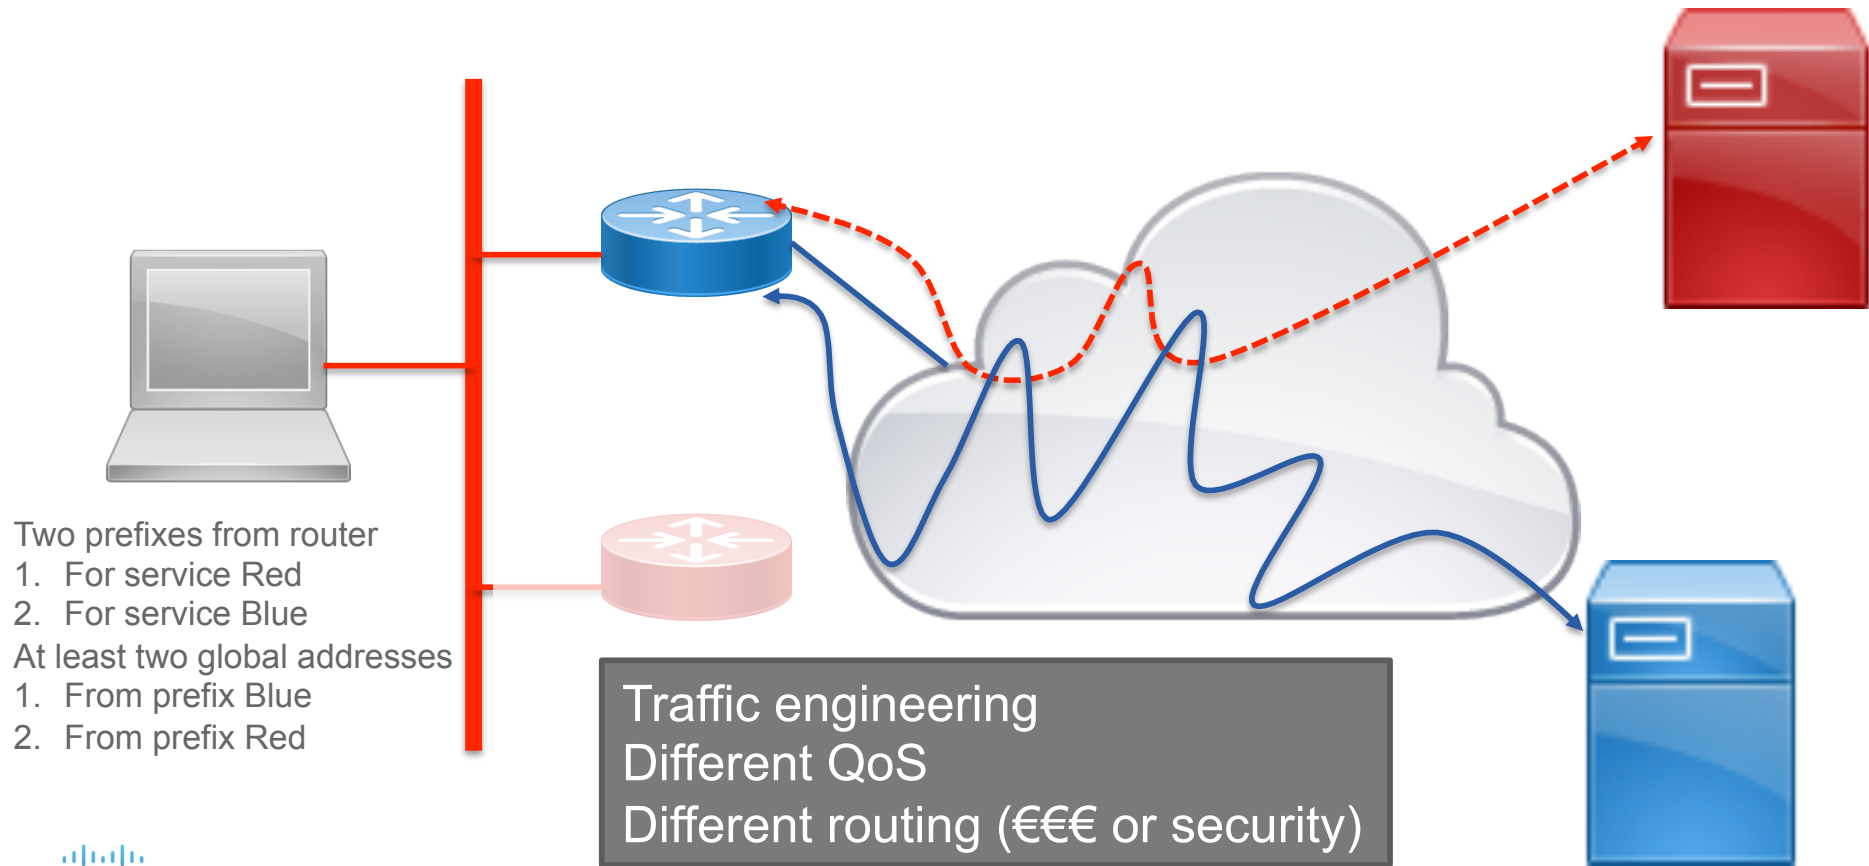 Two prefixes from router
1. For service Red
2. For service Blue
At least two global addresses
1. From prefix Blue
2. From prefix Red
Traffic engineering
Different QoS
Different routing (€€€ or security)